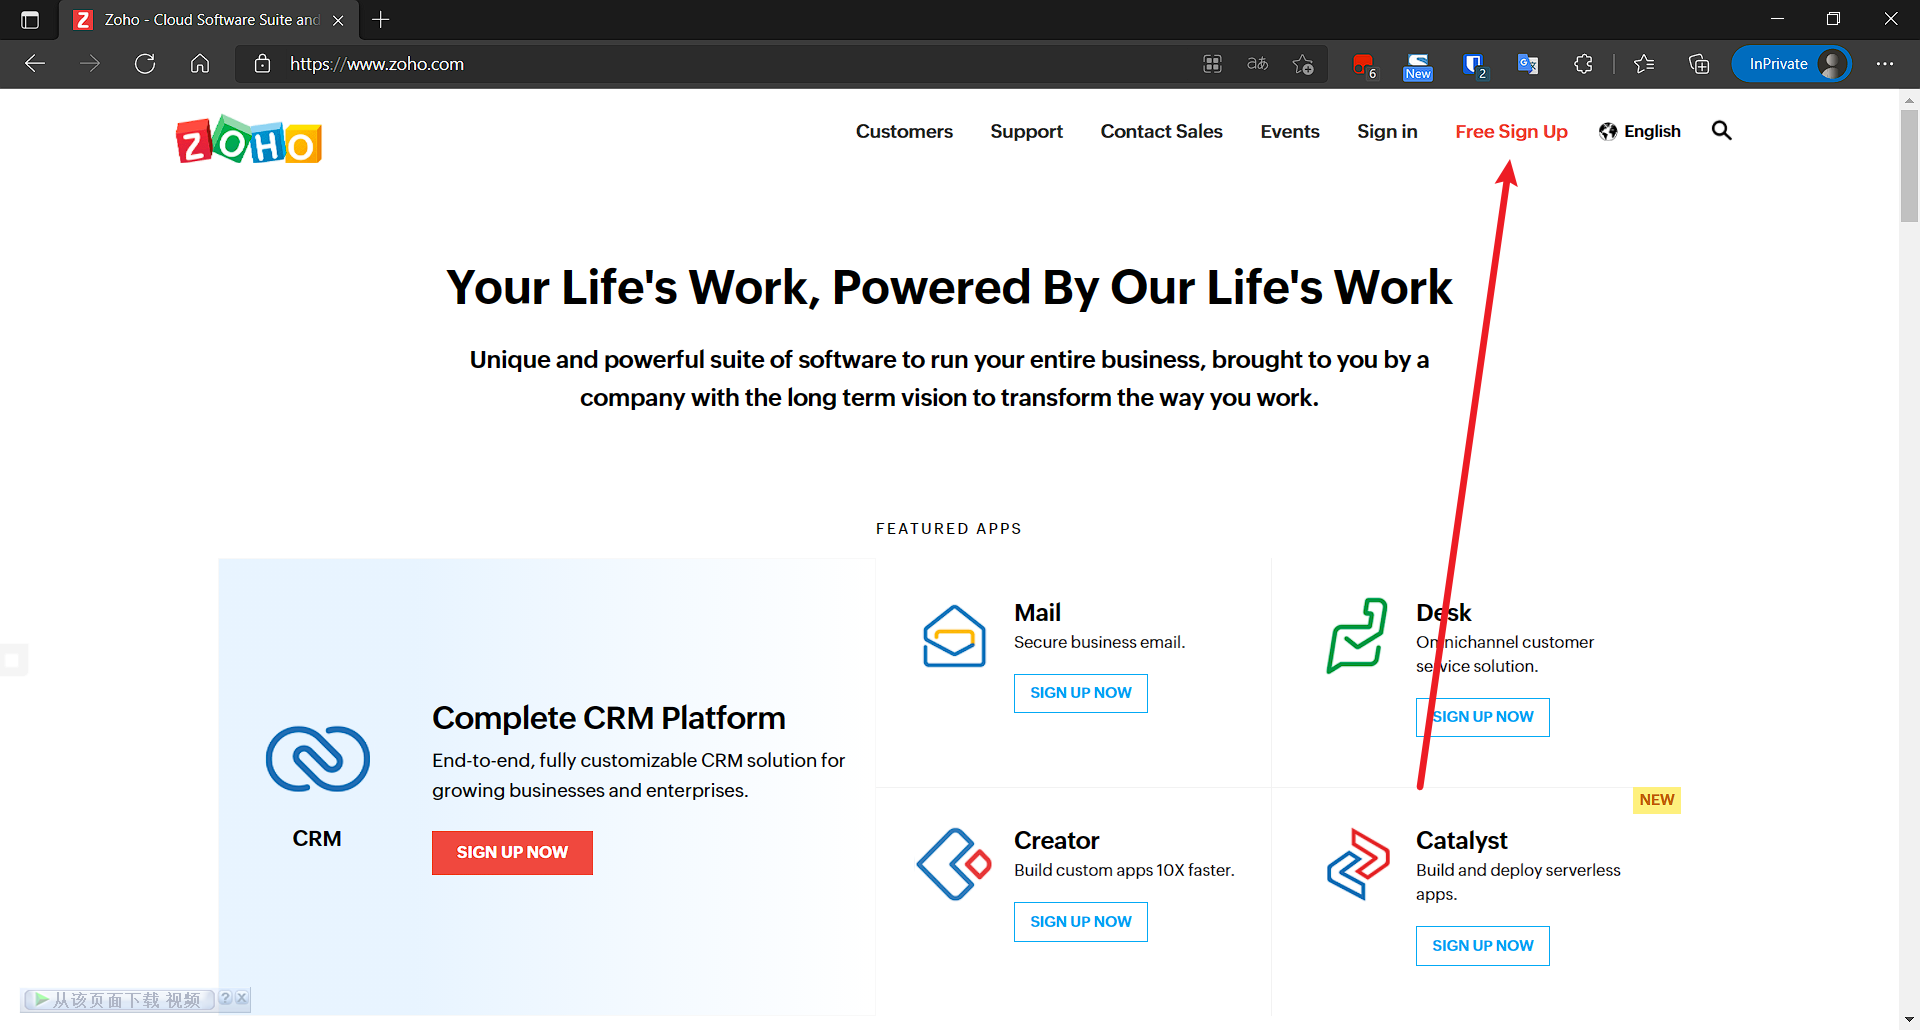 Zoho - Cloud Software Suite and
https://www.zoho.com
6
New
2
InPrivate
ZOHO
Customers
Support
Contact Sales
Events
Sign in
Free Sign Up
English
Your Life's Work, Powered By Our Life's Work
Unique and powerful suite of software to run your entire business, brought to you by a
company with the long term vision to transform the way you work.
FEATURED APPS
CRM
Complete CRM Platform
End-to-end, fully customizable CRM solution for
growing businesses and enterprises.
SIGN UP NOW
Mail
Secure business email.
SIGN UP NOW
Desk
Omnichannel customer
service solution.
SIGN UP NOW
Creator
Build custom apps 10X faster.
SIGN UP NOW
NEW
Catalyst
Build and deploy serverless
apps.
SIGN UP NOW
从该页面下载 视频